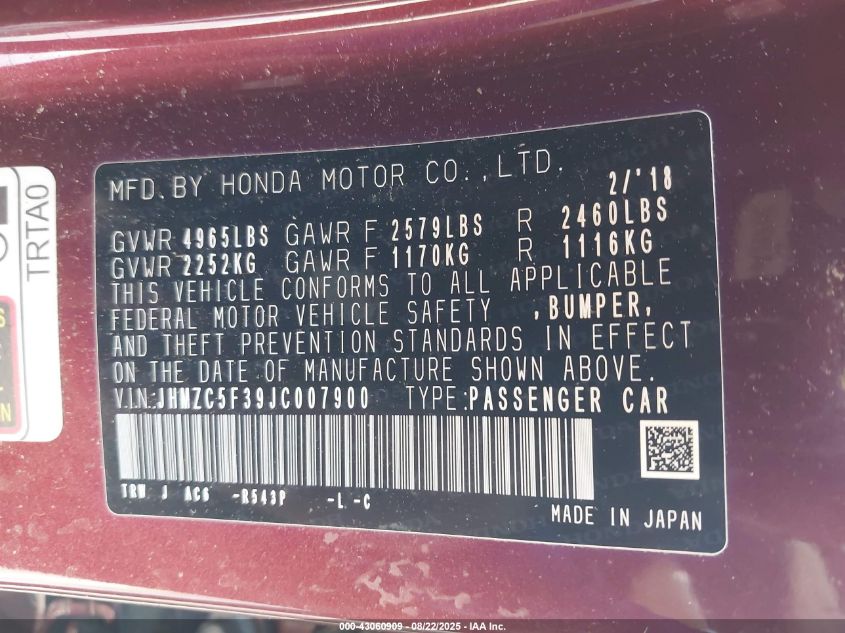 MFD. BY HONDA MOTOR CO., LTD. 2/'18
GVWR 4965LBS GAWR F 2579LBS R 2460LBS
GVWR 2252KG GAWR F 1170KG R 1116KG
THIS VEHICLE CONFORMS TO ALL APPLICABLE
FEDERAL MOTOR VEHICLE SAFETY ,BUMPER,
AND THEFT PREVENTION STANDARDS IN EFFECT
ON THE DATE OF MANUFACTURE SHOWN ABOVE.
V.I.N:JHMZC5F39JC007900 TYPE:PASSENGER CAR
TRW J AC6 -R543P -L -C
MADE IN JAPAN
TRTA0
000-43060909 - 08/22/2025 - IAA Inc.